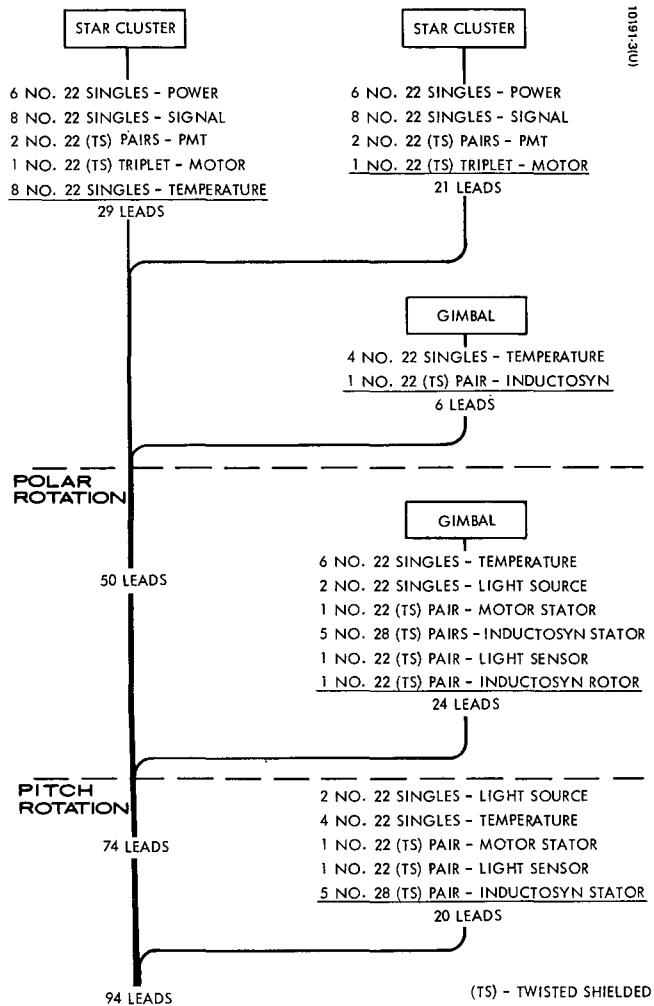 10191-3(U)
STAR CLUSTER
6 NO. 22 SINGLES - POWER
8 NO. 22 SINGLES - SIGNAL
2 NO. 22 (TS) PAIRS - PMT
1 NO. 22 (TS) TRIPLET - MOTOR
8 NO. 22 SINGLES - TEMPERATURE
29 LEADS
STAR CLUSTER
6 NO. 22 SINGLES - POWER
8 NO. 22 SINGLES - SIGNAL
2 NO. 22 (TS) PAIRS - PMT
1 NO. 22 (TS) TRIPLET - MOTOR
21 LEADS
GIMBAL
4 NO. 22 SINGLES - TEMPERATURE
1 NO. 22 (TS) PAIR - INDUCTOSYN
6 LEADS
POLAR
ROTATION
50 LEADS
GIMBAL
6 NO. 22 SINGLES - TEMPERATURE
2 NO. 22 SINGLES - LIGHT SOURCE
1 NO. 22 (TS) PAIR - MOTOR STATOR
5 NO. 28 (TS) PAIRS - INDUCTOSYN STATOR
1 NO. 22 (TS) PAIR - LIGHT SENSOR
1 NO. 22 (TS) PAIR - INDUCTOSYN ROTOR
24 LEADS
PITCH
ROTATION
74 LEADS
2 NO. 22 SINGLES - LIGHT SOURCE
4 NO. 22 SINGLES - TEMPERATURE
1 NO. 22 (TS) PAIR - MOTOR STATOR
1 NO. 22 (TS) PAIR - LIGHT SENSOR
5 NO. 28 (TS) PAIR - INDUCTOSYN STATOR
20 LEADS
94 LEADS
(TS) - TWISTED SHIELDED